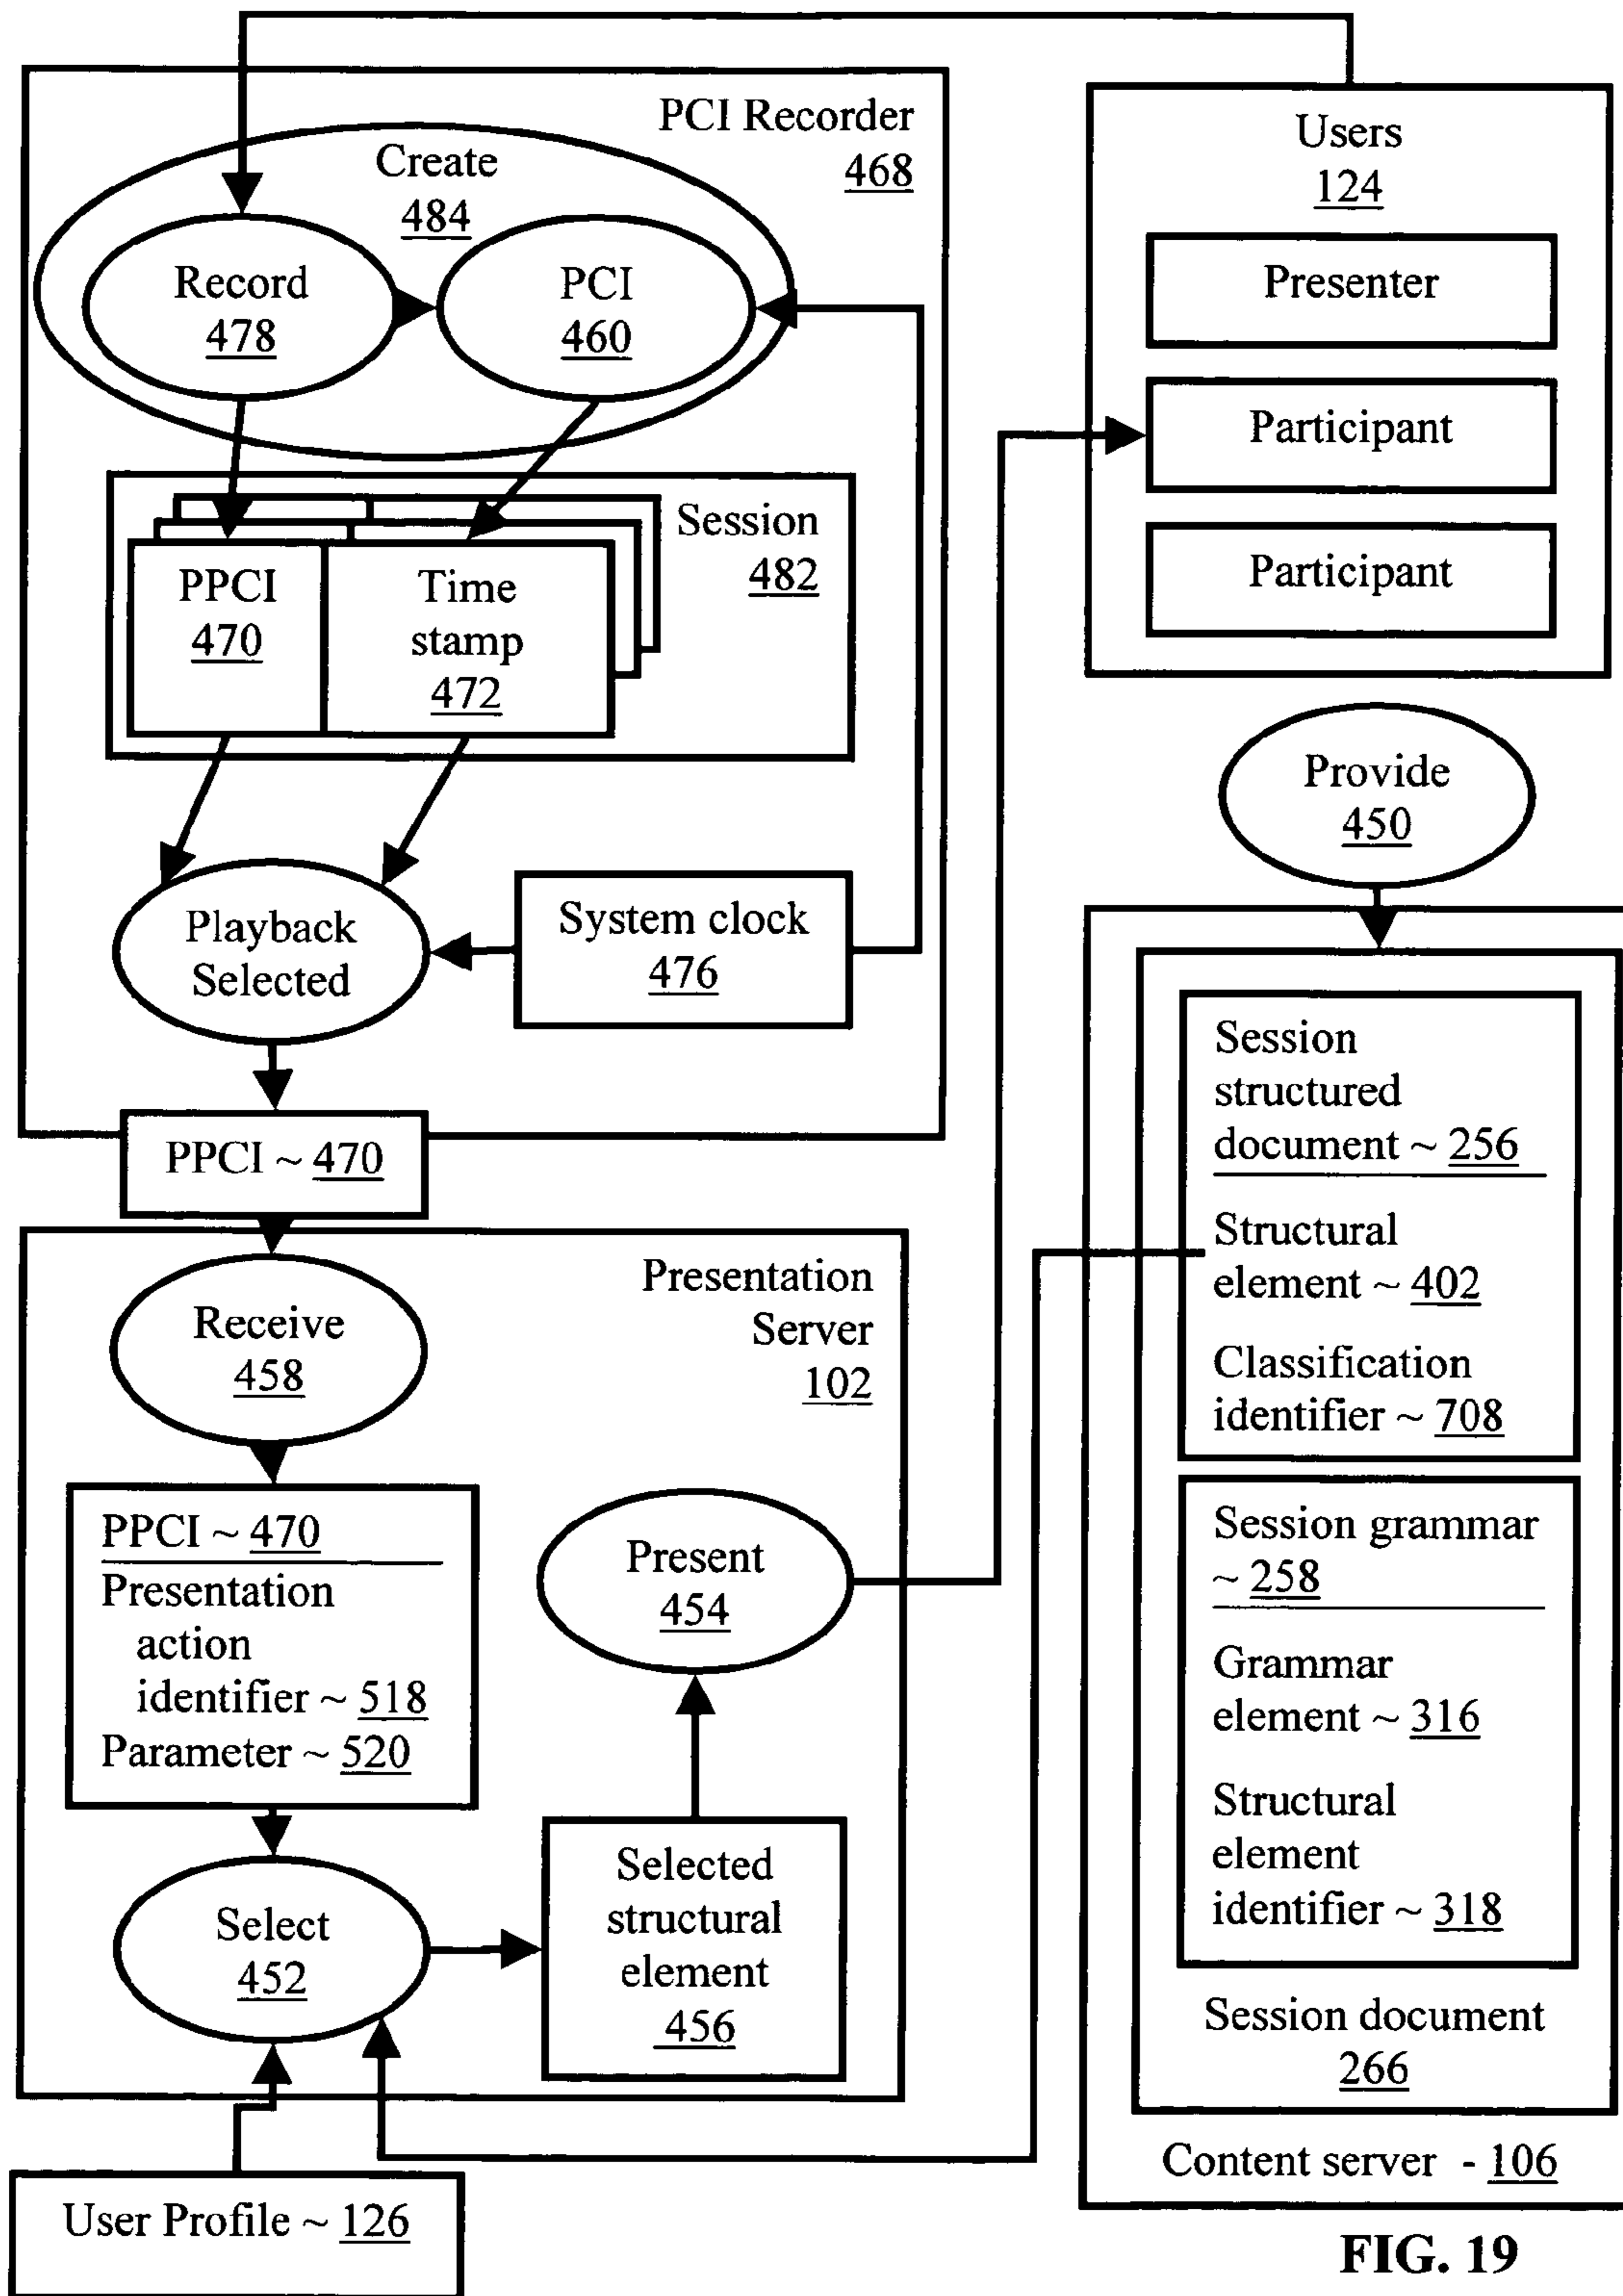 PCI Recorder
468
Create
484
Record
478
PCI
460
Session
482
PPCI
470
Time
stamp
472
Playback
Selected
System clock
476
PPCI ~ 470
Presentation
Server
102
Receive
458
PPCI ~ 470
Presentation
action
identifier ~ 518
Parameter ~ 520
Present
454
Select
452
Selected
structural
element
456
User Profile ~ 126
Users
124
Presenter
Participant
Participant
Provide
450
Session
structured
document ~ 256
Structural
element ~ 402
Classification
identifier ~ 708
Session grammar
~ 258
Grammar
element ~ 316
Structural
element
identifier ~ 318
Session document
266
Content server - 106
FIG. 19